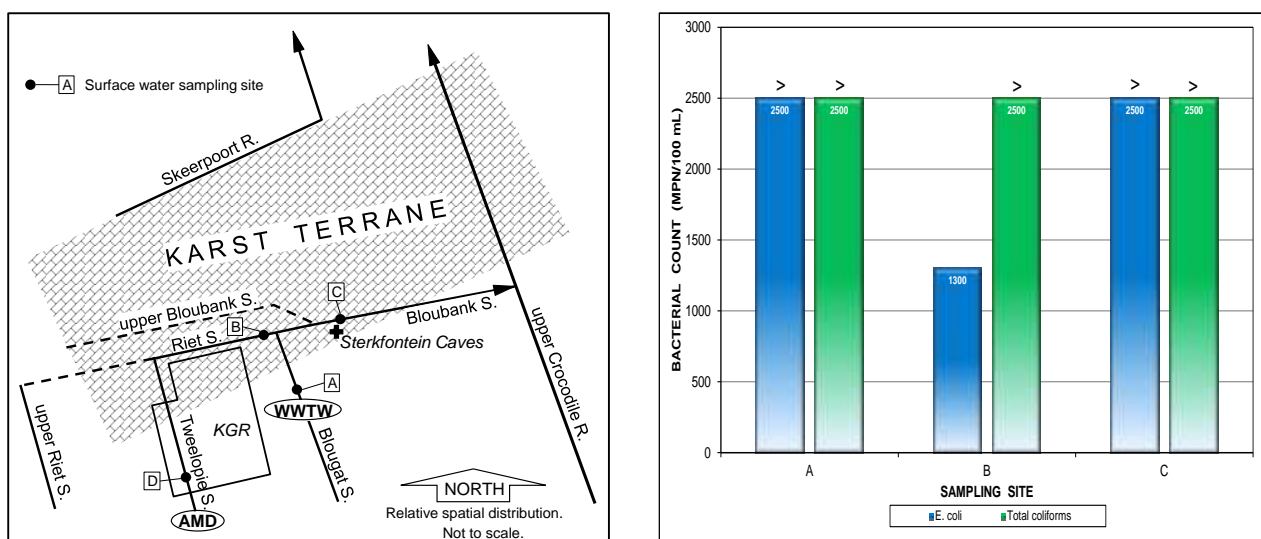 A Surface water sampling site
Skeerpoort R.
KARST TERRANE
upper Bloubank S.
C
B
Riet S.
Bloubank S.
Sterkfontein Caves
A
WWTW
KGR
upper Riet S.
Tweelopie S.
Blougat S.
upper Crocodile R.
D
AMD
NORTH
Relative spatial distribution.
Not to scale.
BACTERIAL COUNT (MPN/100 mL)
3000
2500
2000
1500
1000
500
0
> > > > >
2500 2500 2500 2500 2500
1300
A B C
SAMPLING SITE
E. coli Total coliforms